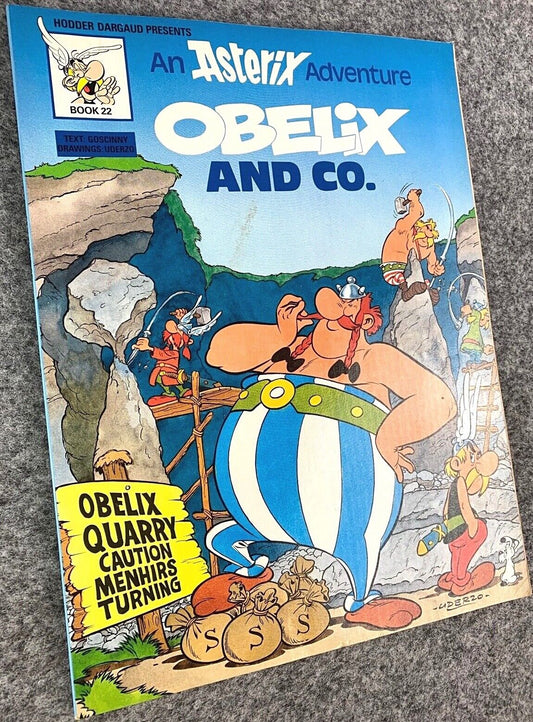 HODDER DARGAUD PRESENTS
BOOK 22
An Asterix Adventure
TEXT: GOSCINNY
DRAWINGS: UDERZO
OBELiX
AND CO.
OBELIX
QUARRY
CAUTION
MENHIRS
TURNING
S S S
-UDERZO-